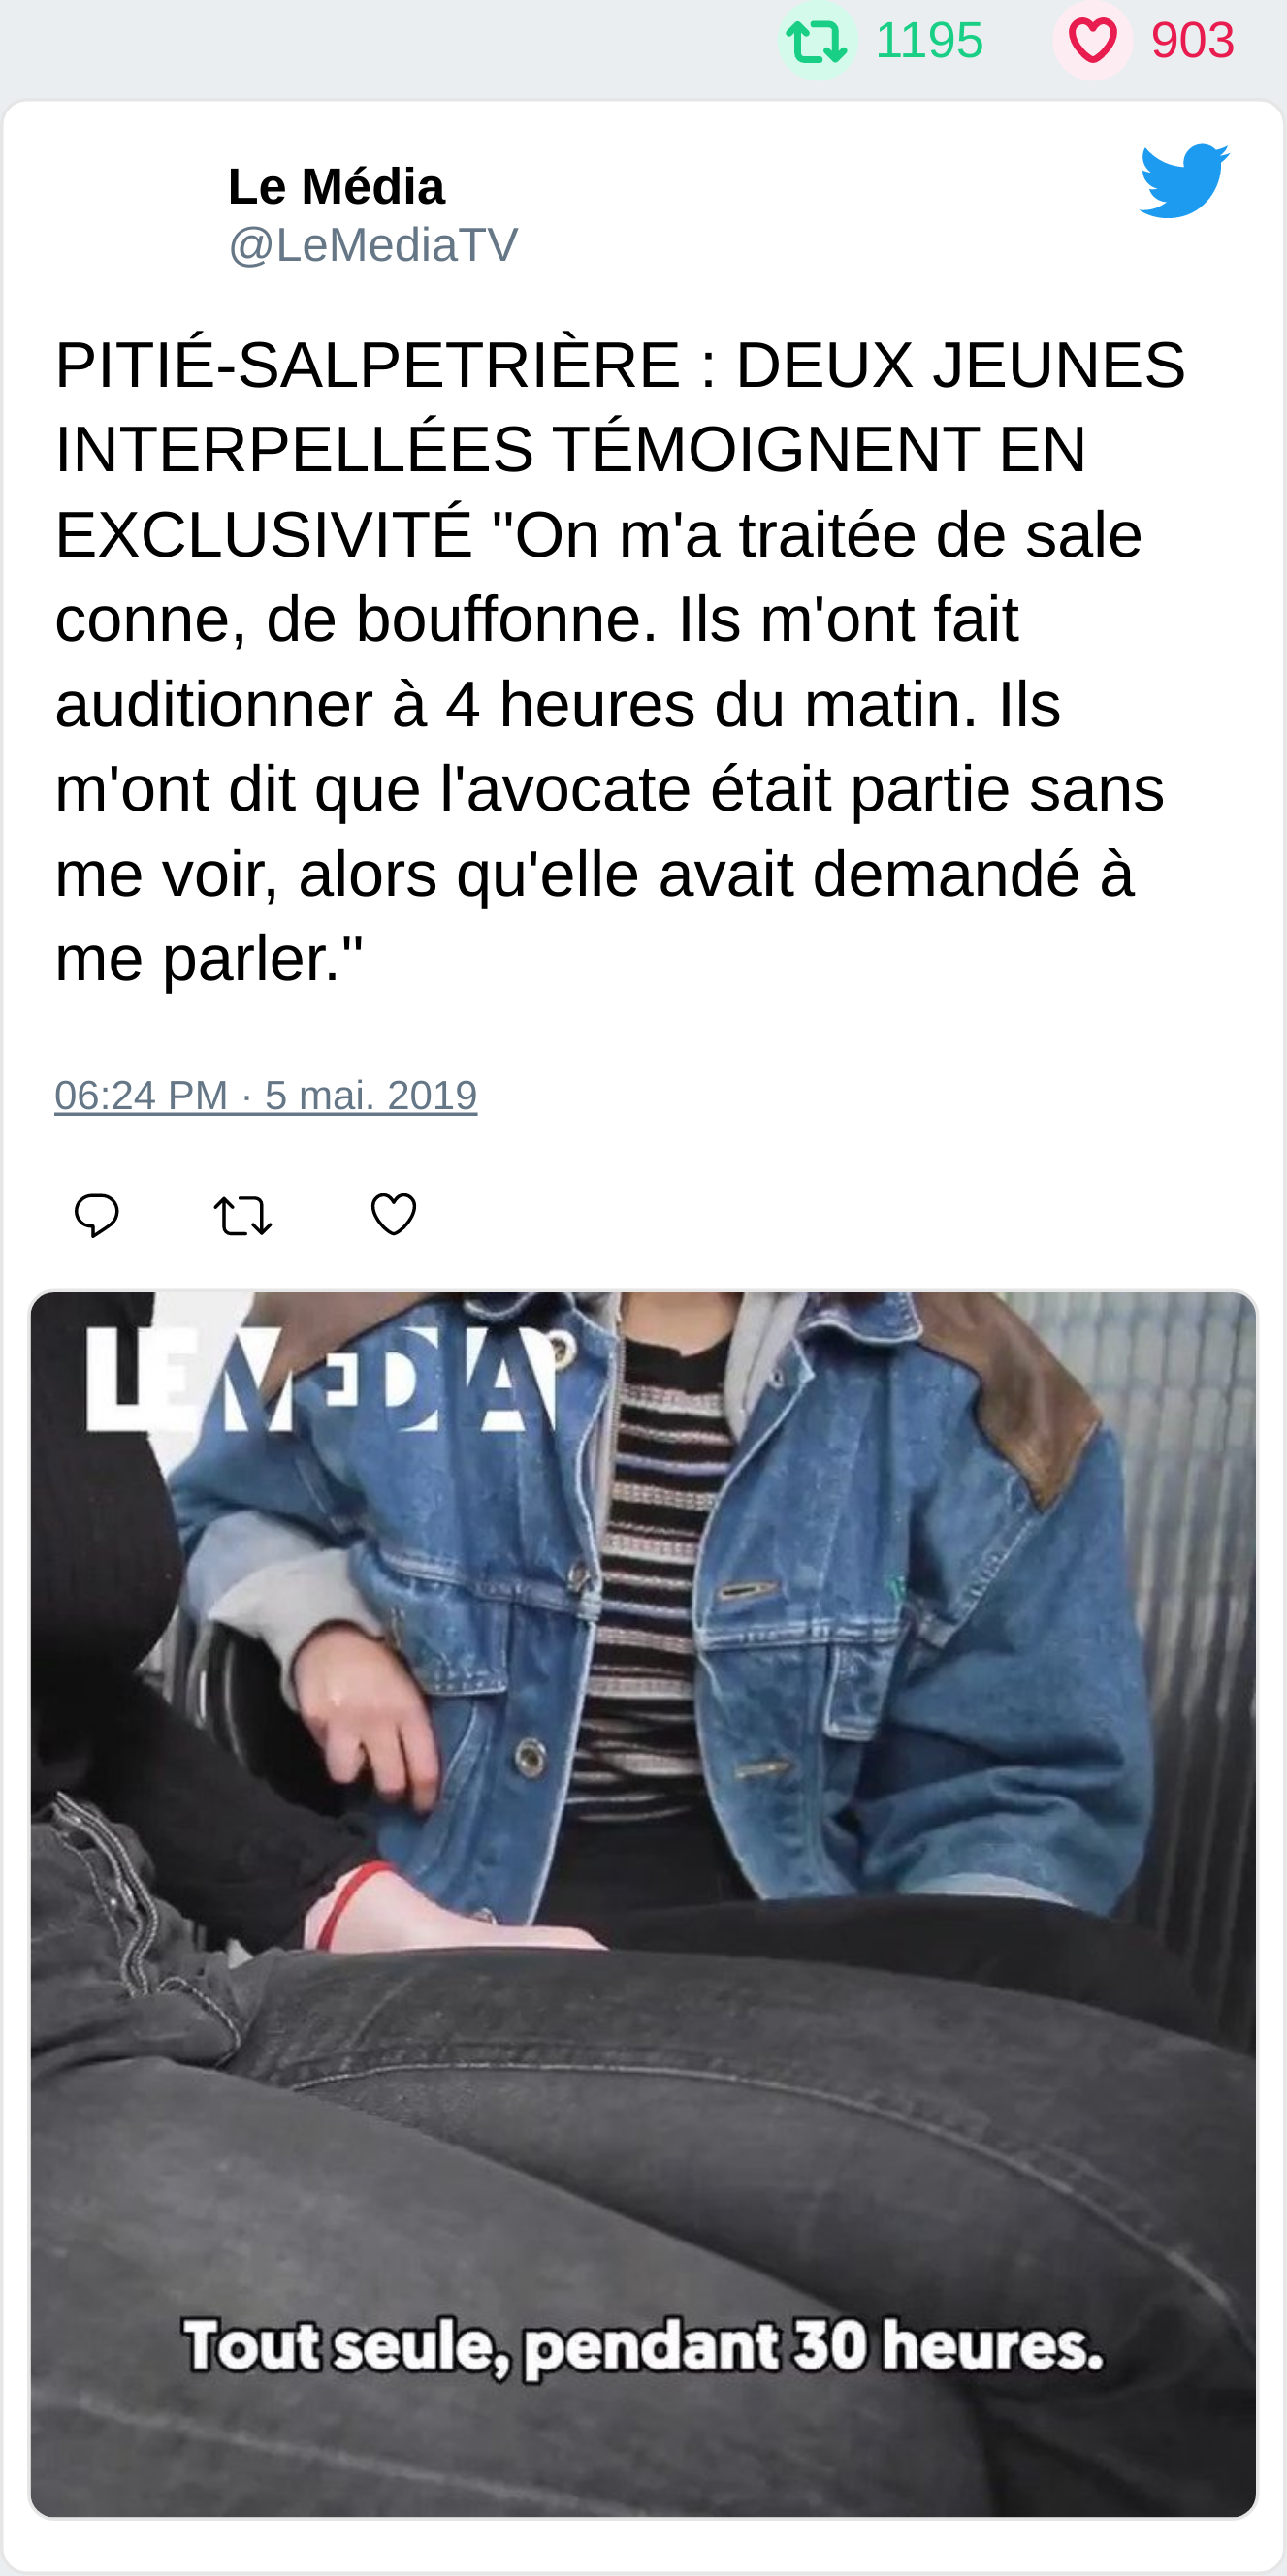 1195 903
Le Média
@LeMediaTV
PITIÉ-SALPETRIÈRE : DEUX JEUNES
INTERPELLÉES TÉMOIGNENT EN
EXCLUSIVITÉ "On m'a traitée de sale
conne, de bouffonne. Ils m'ont fait
auditionner à 4 heures du matin. Ils
m'ont dit que l'avocate était partie sans
me voir, alors qu'elle avait demandé à
me parler."
06:24 PM · 5 mai. 2019
LE MEDIA
Tout seule, pendant 30 heures.